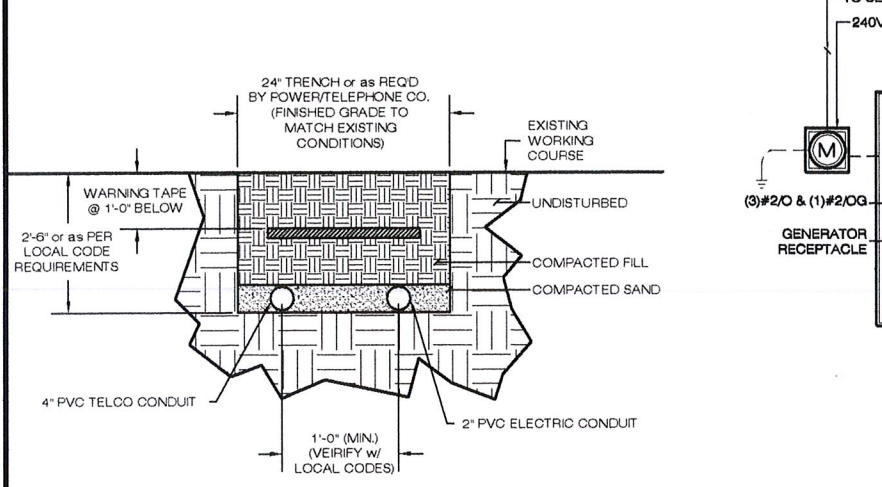 24" TRENCH or as REQ'D
BY POWER/TELEPHONE CO.
(FINISHED GRADE TO
MATCH EXISTING
CONDITIONS)
EXISTING
WORKING
COURSE
WARNING TAPE
@ 1'-0" BELOW
2'-6" or as PER
LOCAL CODE
REQUIREMENTS
UNDISTURBED
COMPACTED FILL
COMPACTED SAND
4" PVC TELCO CONDUIT
2" PVC ELECTRIC CONDUIT
1'-0" (MIN.)
(VEIRIFY w/
LOCAL CODES)
240V
M
(3)#2/0 & (1)#2/0G
GENERATOR
RECEPTACLE